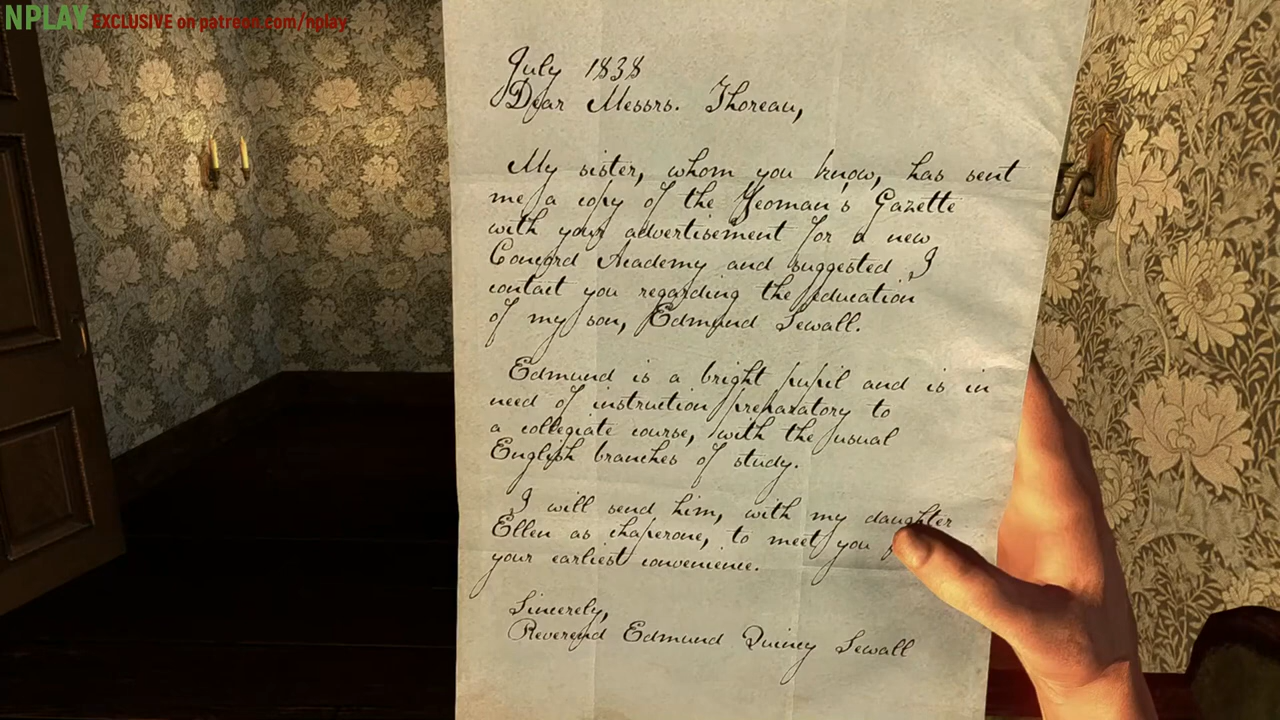 NPLAY EXCLUSIVE on patreon.com/nplay
July 1838
Dear Messrs. Thoreau,
My sister, whom you know, has sent
me a copy of the Yeoman's Gazette
with your advertisement for a new
Concord Academy and suggested I
contact you regarding the education
of my son, Edmund Sewall.
Edmund is a bright pupil and is in
need of instruction preparatory to
a collegiate course, with the usual
English branches of study.
I will send him, with my daughter
Ellen as chaperone, to meet you
your earliest convenience.
Sincerely,
Reverend Edmund Quincy Sewall